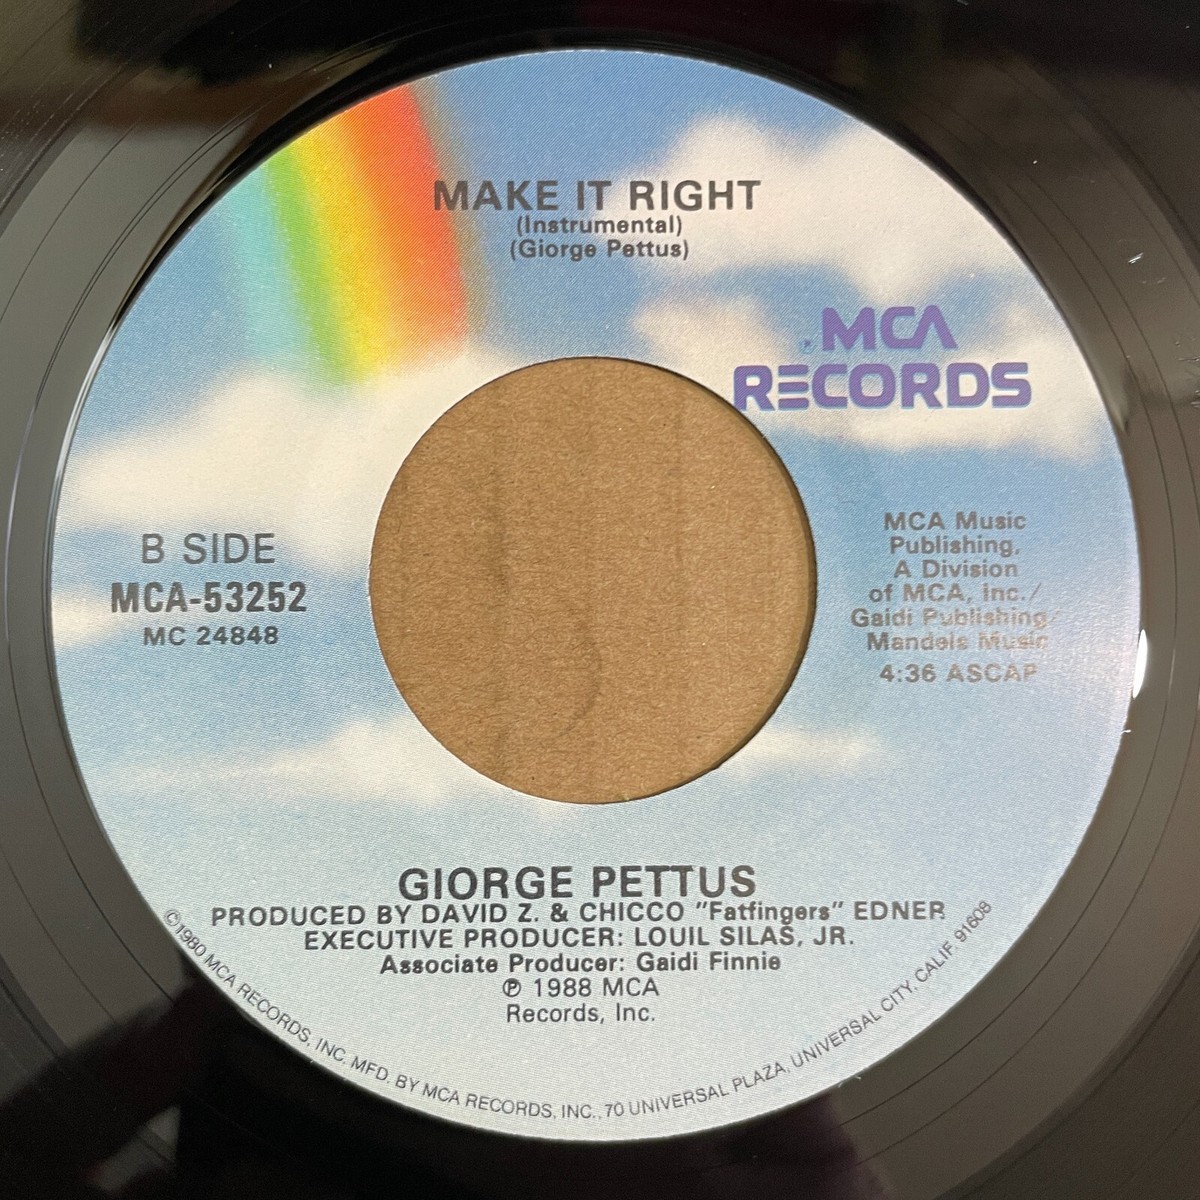 MAKE IT RIGHT
(Instrumental)
(Giorge Pettus)
MCA
RECORDS
B SIDE
MCA-53252
MC 24848
MCA Music
Publishing,
A Division
of MCA, Inc./
Gaidi Publishing/
Mandela Music
4:36 ASCAP
GIORGE PETTUS
PRODUCED BY DAVID Z. & CHICCO "Fatfingers" EDNER
EXECUTIVE PRODUCER: LOUIL SILAS, JR.
Associate Producer: Gaidi Finnie
℗ 1988 MCA
Records, Inc.
©1980 MCA RECORDS, INC. MFD. BY MCA RECORDS, INC., 70 UNIVERSAL PLAZA, UNIVERSAL CITY, CALIF. 91608